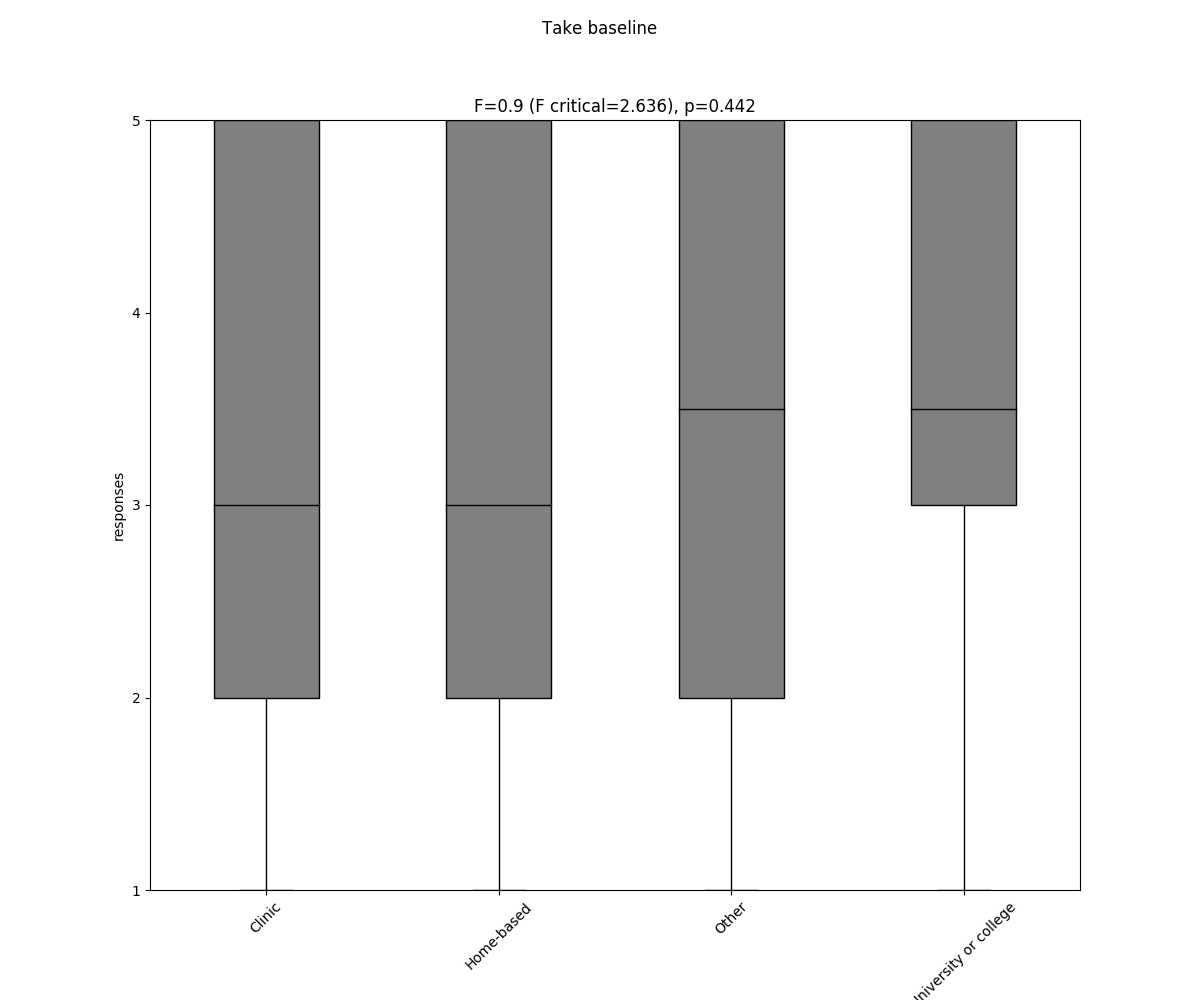 Take baseline
F=0.9 (F critical=2.636), p=0.442
5
4
3
2
1
responses
Clinic
Home-based
Other
University or college